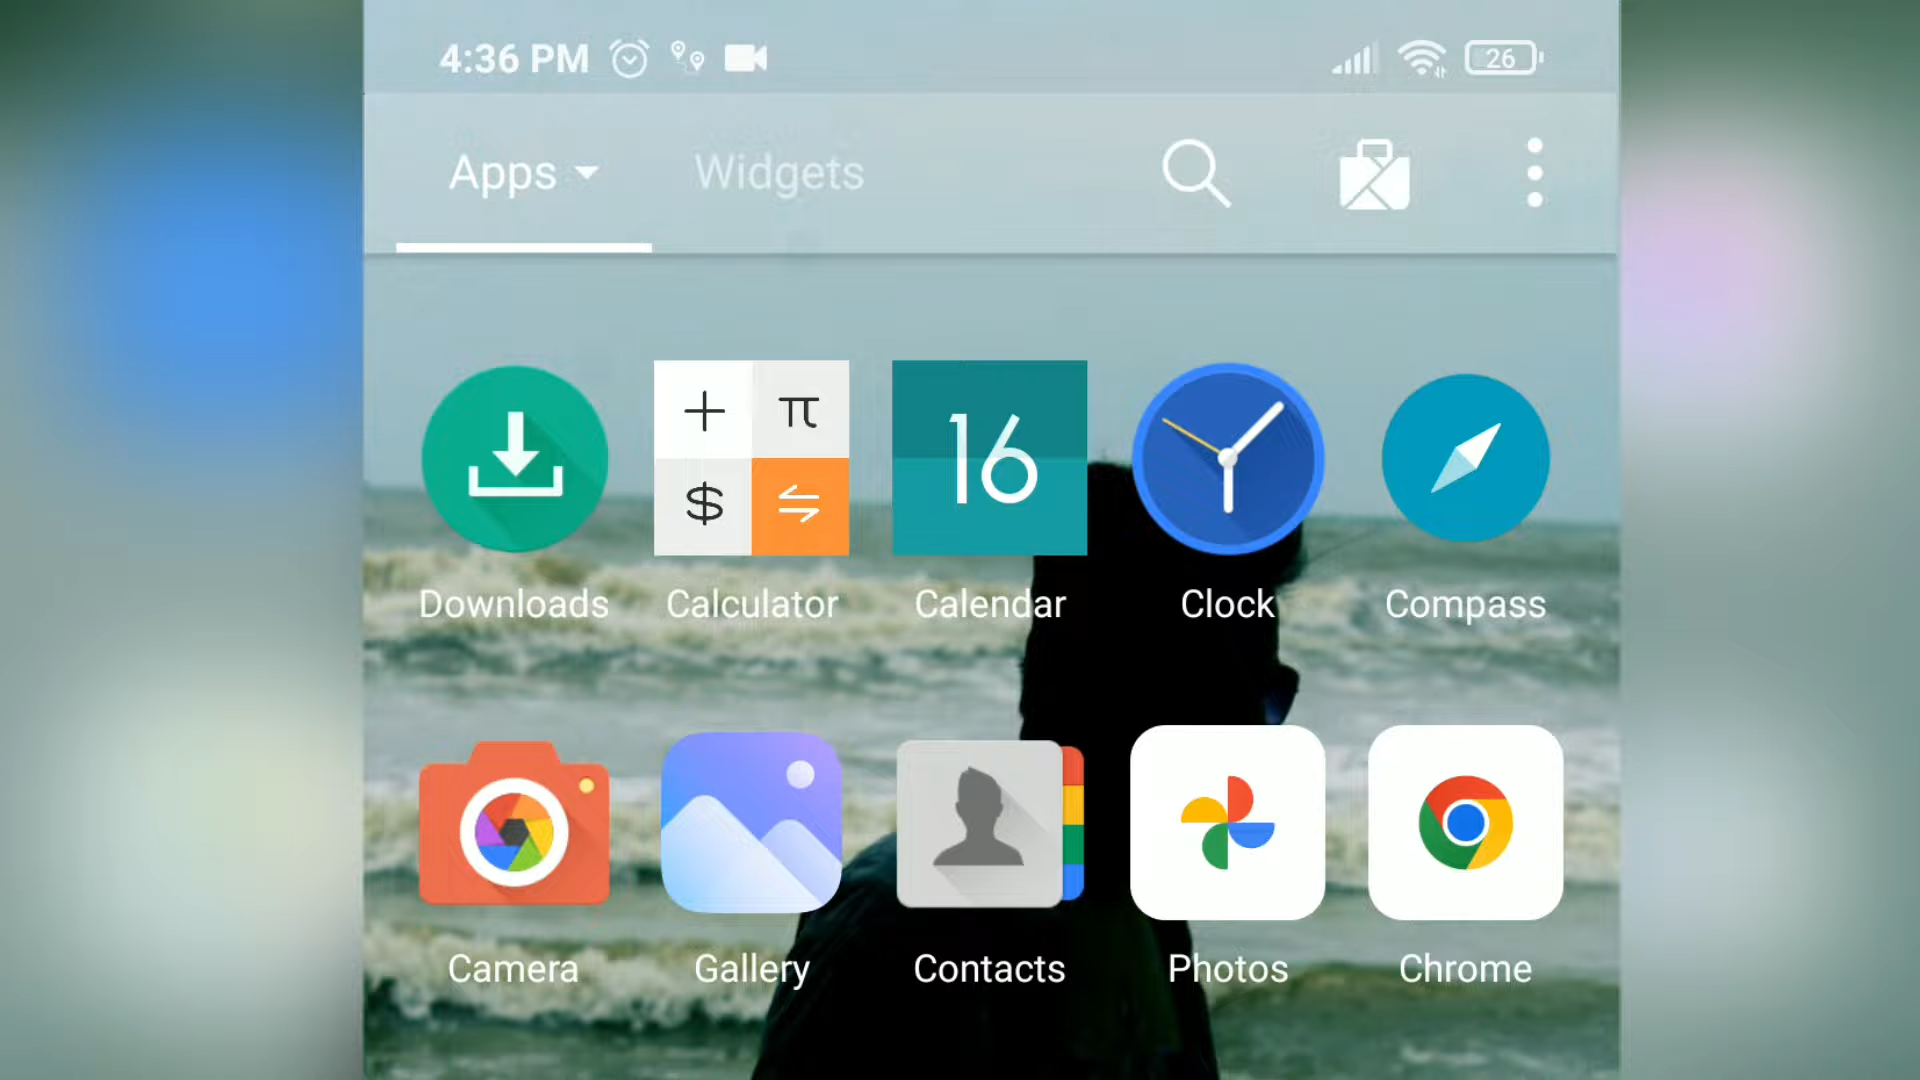 4:36 PM 26
Apps Widgets
+ π
$
16
Downloads Calculator Calendar Clock Compass
Camera Gallery Contacts Photos Chrome